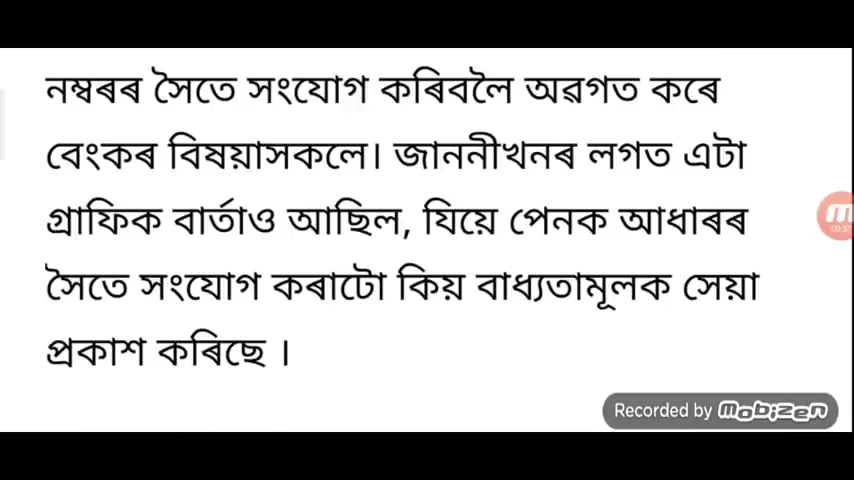 নম্বৰৰ সৈতে সংযোগ কৰিবলৈ অৱগত কৰে
বেংকৰ বিষয়াসকলে। জাননীখনৰ লগত এটা
গ্ৰাফিক বাৰ্তাও আছিল, যিয়ে পেনক আধাৰৰ
সৈতে সংযোগ কৰাটো কিয় বাধ্যতামূলক সেয়া
প্ৰকাশ কৰিছে ।
Recorded by Mobizen